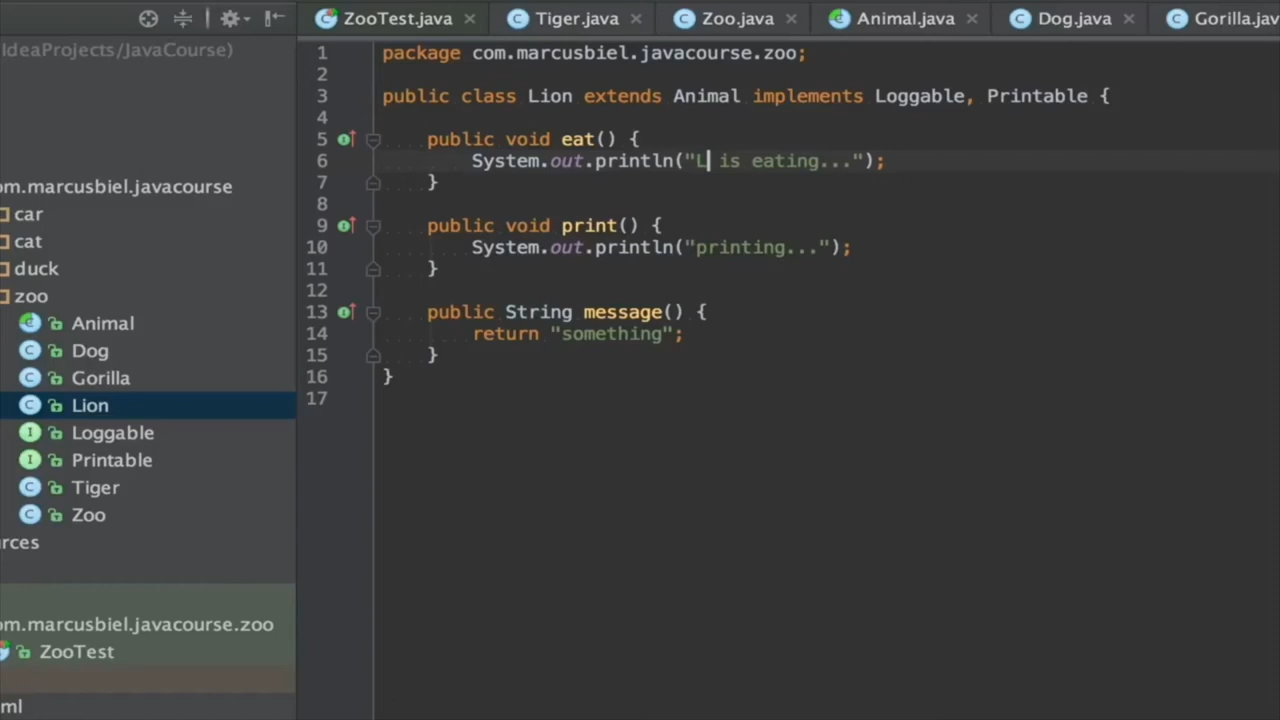 ZooTest.java Tiger.java Zoo.java Animal.java Dog.java Gorilla.jav
IdeaProjects/JavaCourse)
om.marcusbiel.javacourse
car
cat
duck
zoo
Animal
Dog
Gorilla
Lion
Loggable
Printable
Tiger
Zoo
urces
om.marcusbiel.javacourse.zoo
ZooTest
ml
1 package com.marcusbiel.javacourse.zoo;
2
3 public class Lion extends Animal implements Loggable, Printable {
4
5 public void eat() {
6 System.out.println("L is eating...");
7 }
8
9 public void print() {
10 System.out.println("printing...");
11 }
12
13 public String message() {
14 return "something";
15 }
16 }
17